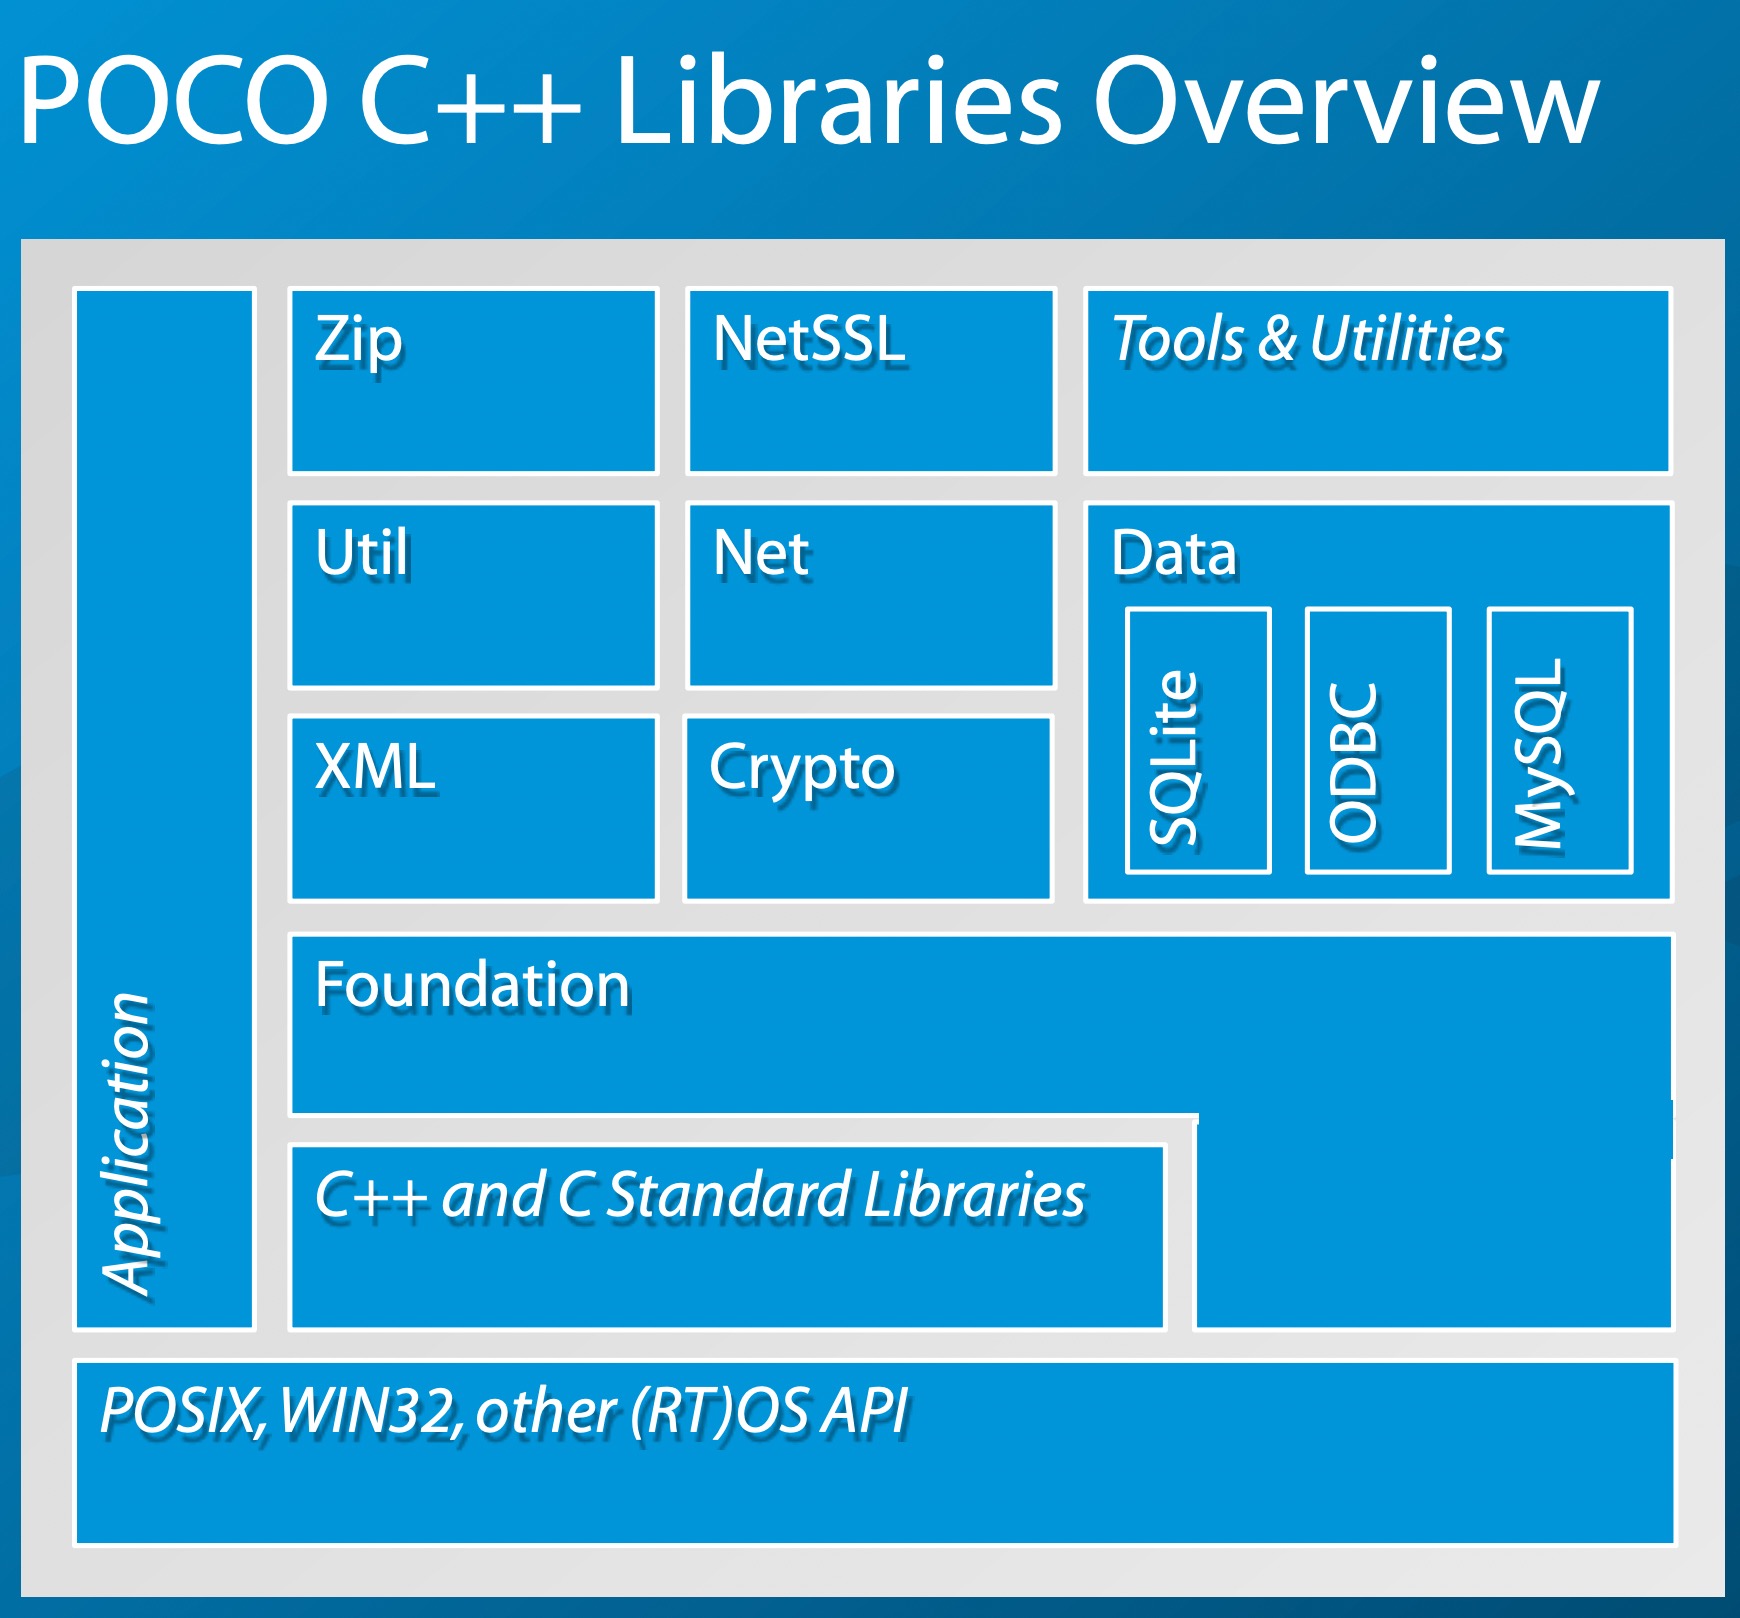 POCO C++ Libraries Overview
Zip
NetSSL
Tools & Utilities
Util
Net
Data
SQLite
ODBC
MySQL
XML
Crypto
Foundation
Application
C++ and C Standard Libraries
POSIX, WIN32, other (RT)OS API